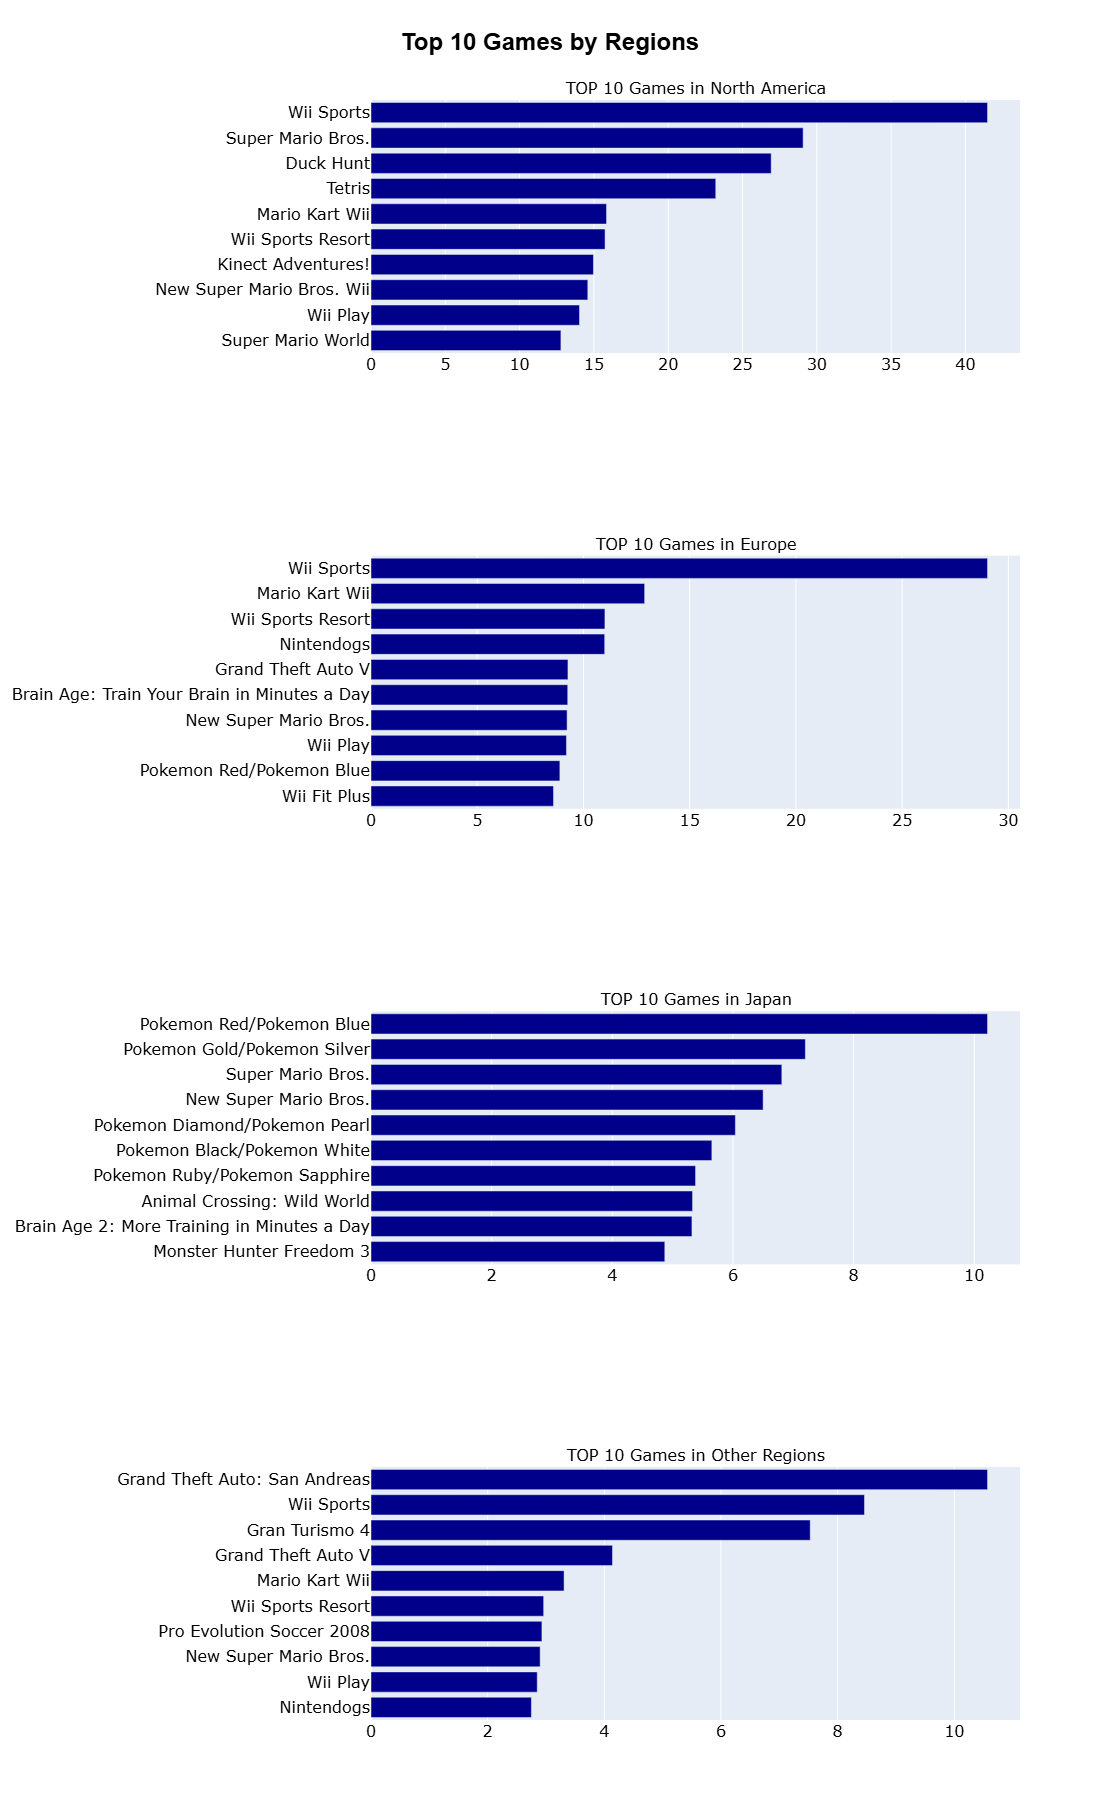 Top 10 Games by Regions
TOP 10 Games in North America
Wii Sports
Super Mario Bros.
Duck Hunt
Tetris
Mario Kart Wii
Wii Sports Resort
Kinect Adventures!
New Super Mario Bros. Wii
Wii Play
Super Mario World
0 5 10 15 20 25 30 35 40
TOP 10 Games in Europe
Wii Sports
Mario Kart Wii
Wii Sports Resort
Nintendogs
Grand Theft Auto V
Brain Age: Train Your Brain in Minutes a Day
New Super Mario Bros.
Wii Play
Pokemon Red/Pokemon Blue
Wii Fit Plus
0 5 10 15 20 25 30
TOP 10 Games in Japan
Pokemon Red/Pokemon Blue
Pokemon Gold/Pokemon Silver
Super Mario Bros.
New Super Mario Bros.
Pokemon Diamond/Pokemon Pearl
Pokemon Black/Pokemon White
Pokemon Ruby/Pokemon Sapphire
Animal Crossing: Wild World
Brain Age 2: More Training in Minutes a Day
Monster Hunter Freedom 3
0 2 4 6 8 10
TOP 10 Games in Other Regions
Grand Theft Auto: San Andreas
Wii Sports
Gran Turismo 4
Grand Theft Auto V
Mario Kart Wii
Wii Sports Resort
Pro Evolution Soccer 2008
New Super Mario Bros.
Wii Play
Nintendogs
0 2 4 6 8 10